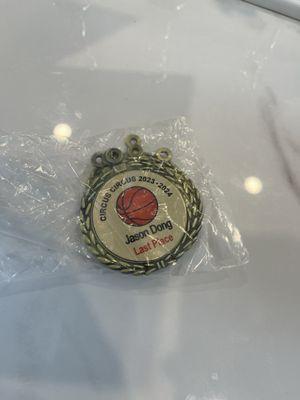 CIRCUS CIRCUS 2023-2024
Jason Dong
Last Place